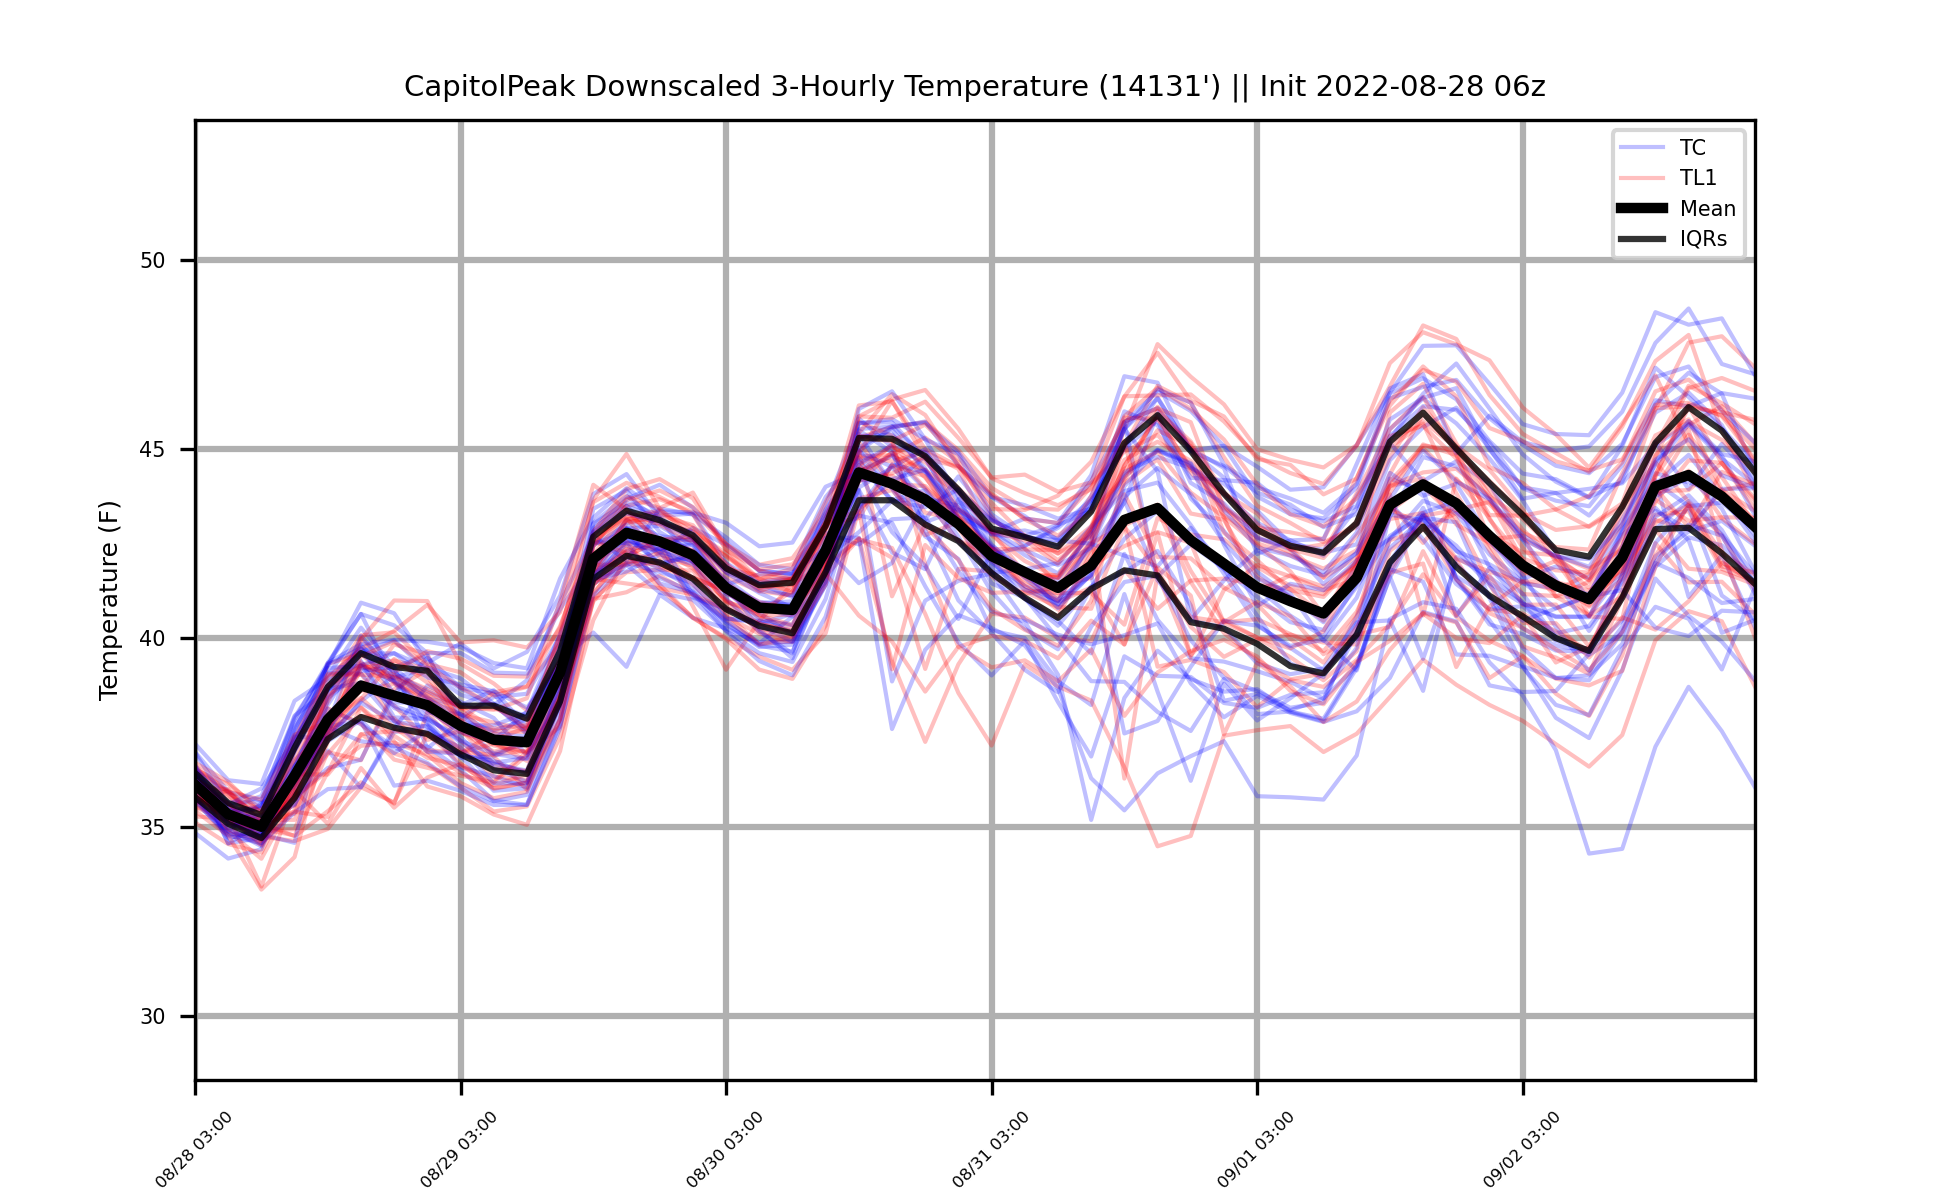 CapitolPeak Downscaled 3-Hourly Temperature (14131') || Init 2022-08-28 06z
TC
TL1
Mean
IQRs
Temperature (F)
50
45
40
35
30
08/28 03:00
08/29 03:00
08/30 03:00
08/31 03:00
09/01 03:00
09/02 03:00